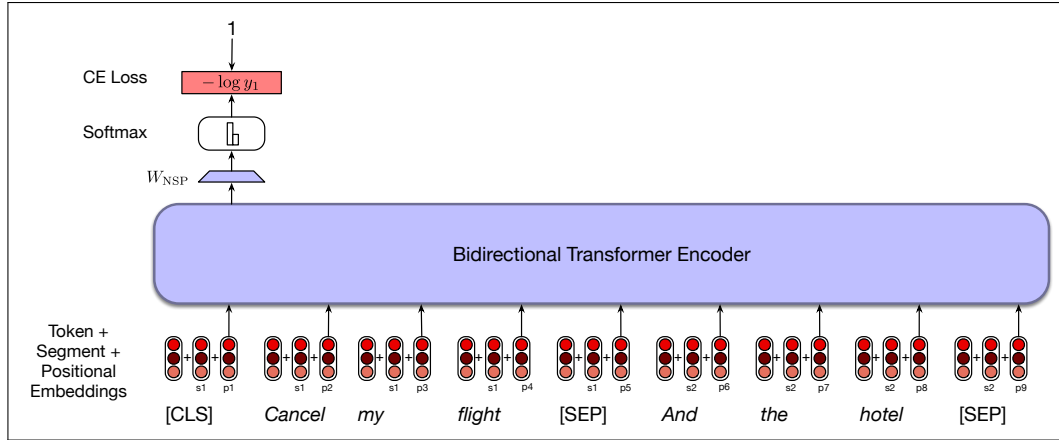 1
CE Loss
− log y₁
Softmax
W_NSP
Bidirectional Transformer Encoder
Token +
Segment +
Positional
Embeddings
+ + + + + + + + + + + + + + + + + +
s1 p1 s1 p2 s1 p3 s1 p4 s1 p5 s2 p6 s2 p7 s2 p8 s2 p9
[CLS] Cancel my flight [SEP] And the hotel [SEP]